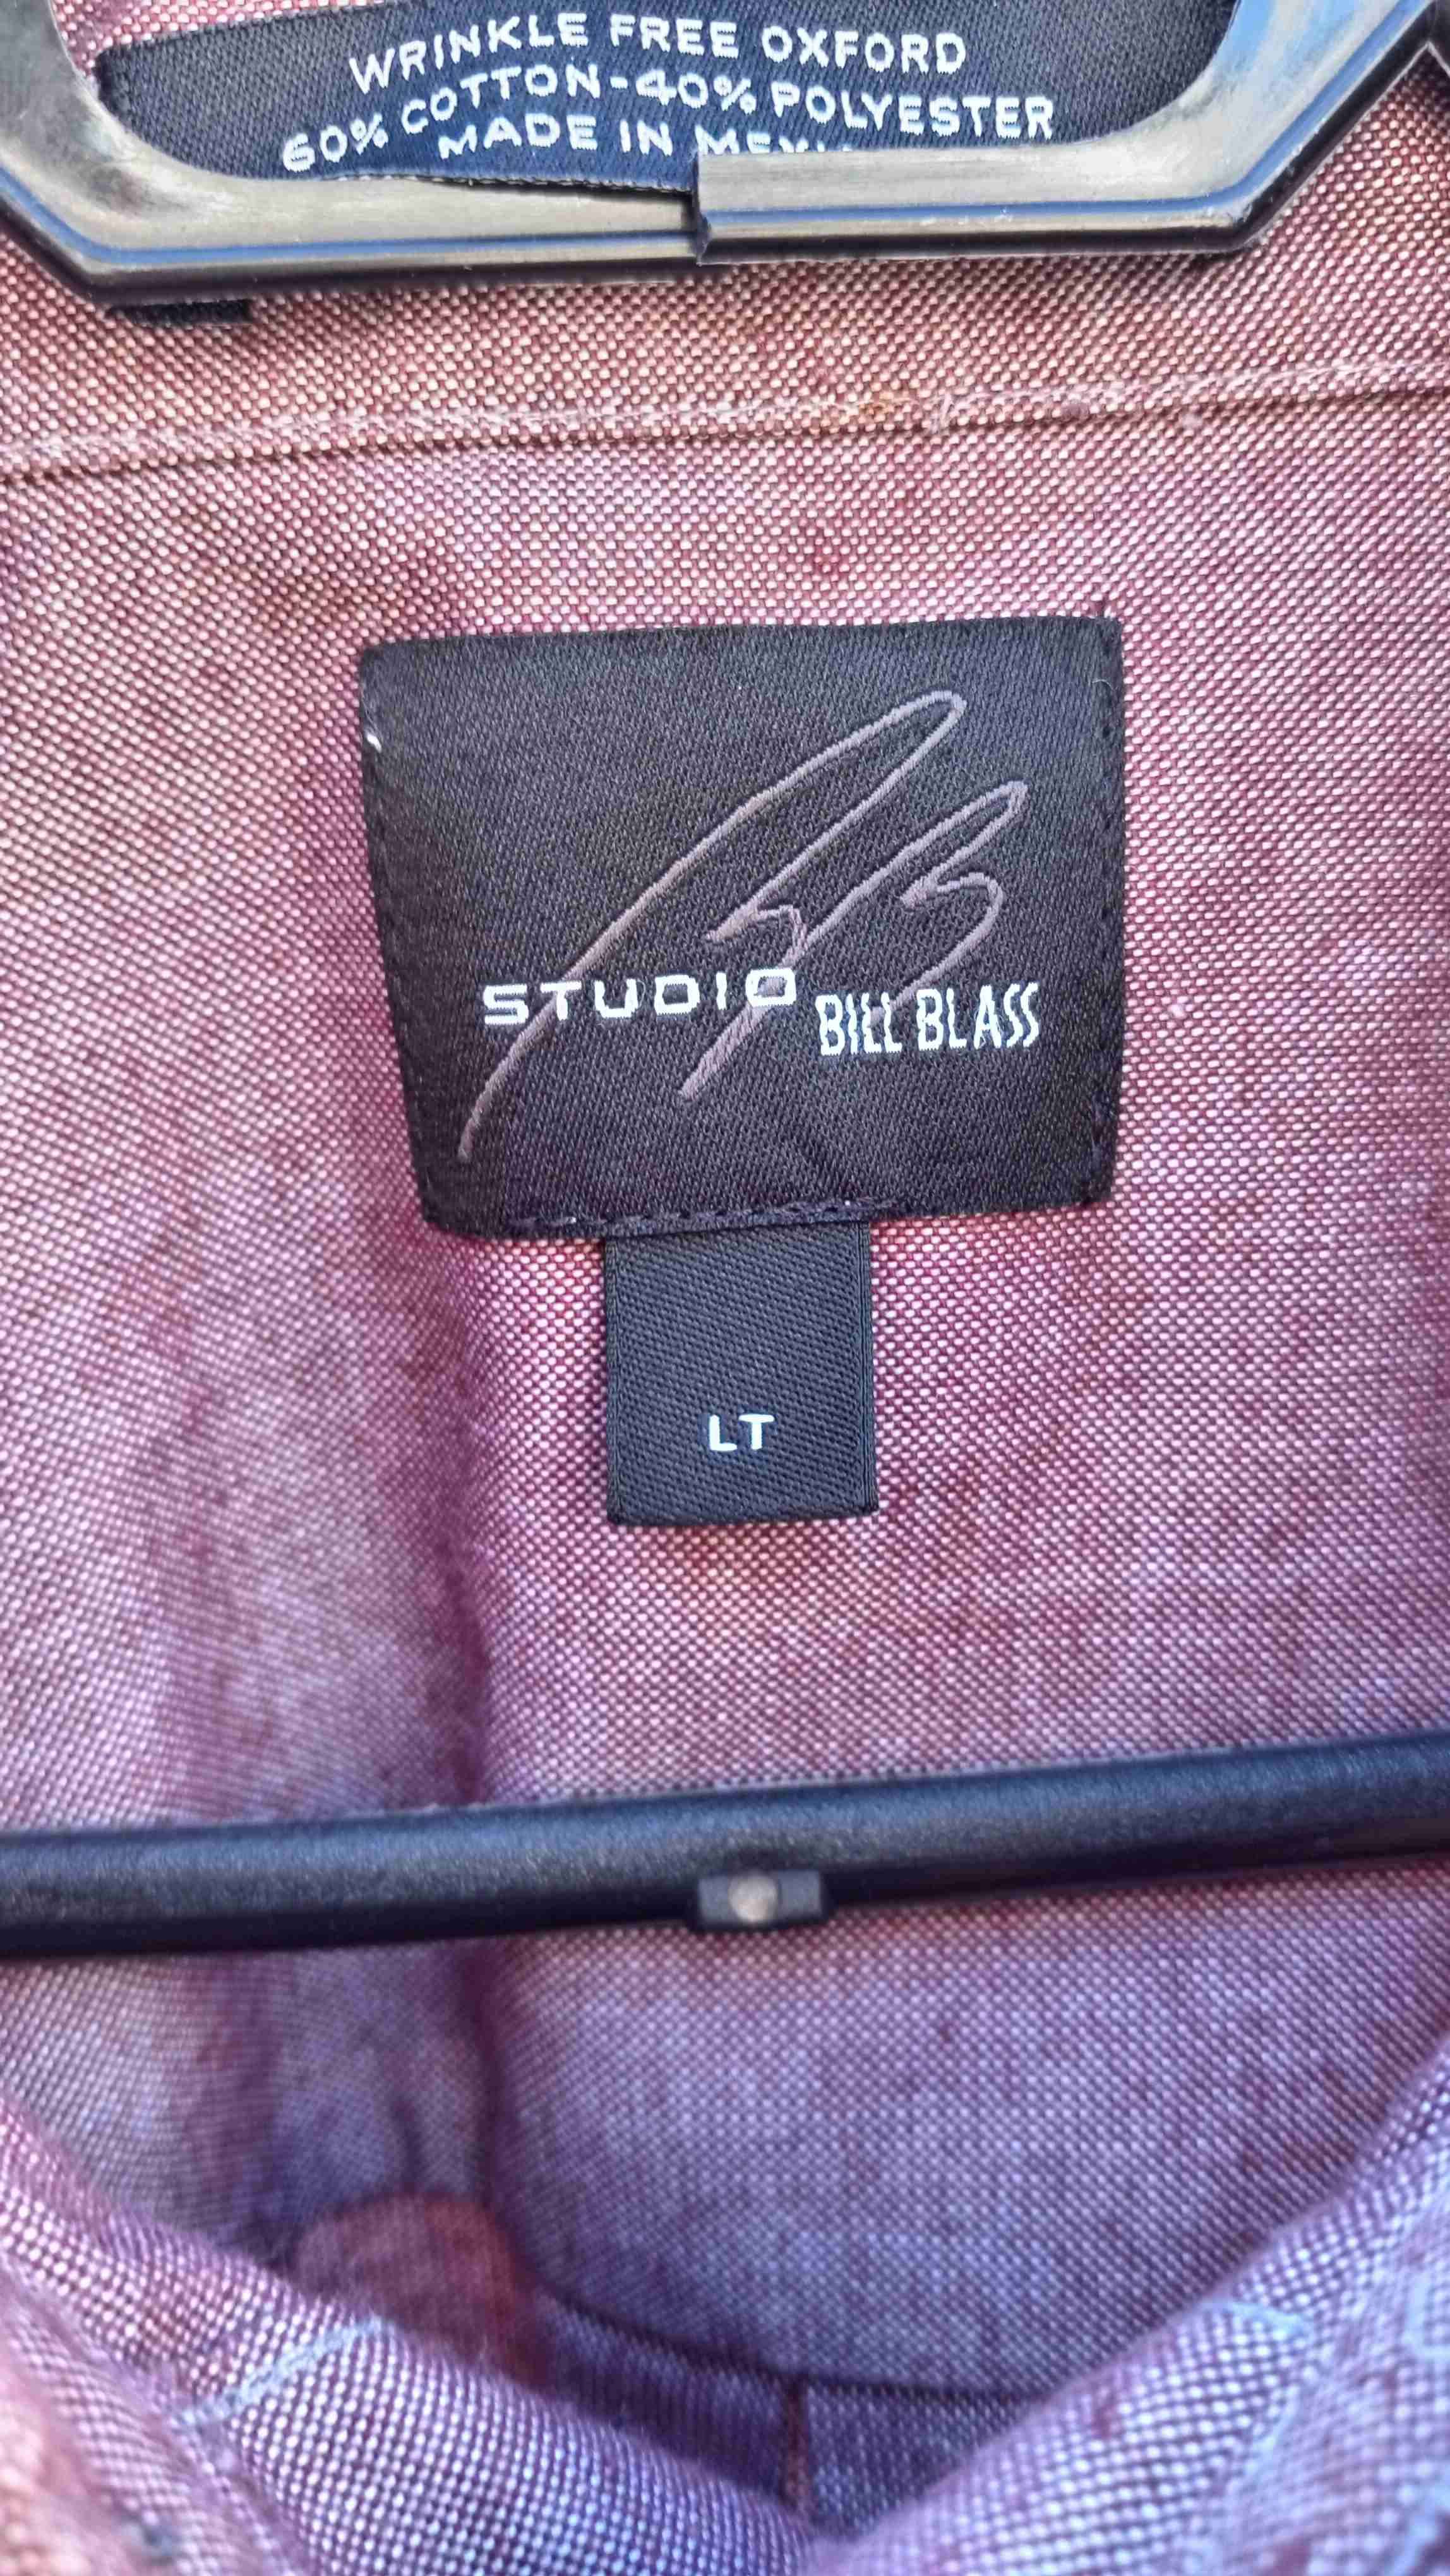 WRINKLE FREE OXFORD
60% COTTON-40% POLYESTER
MADE IN
STUDIO BILL BLASS
LT